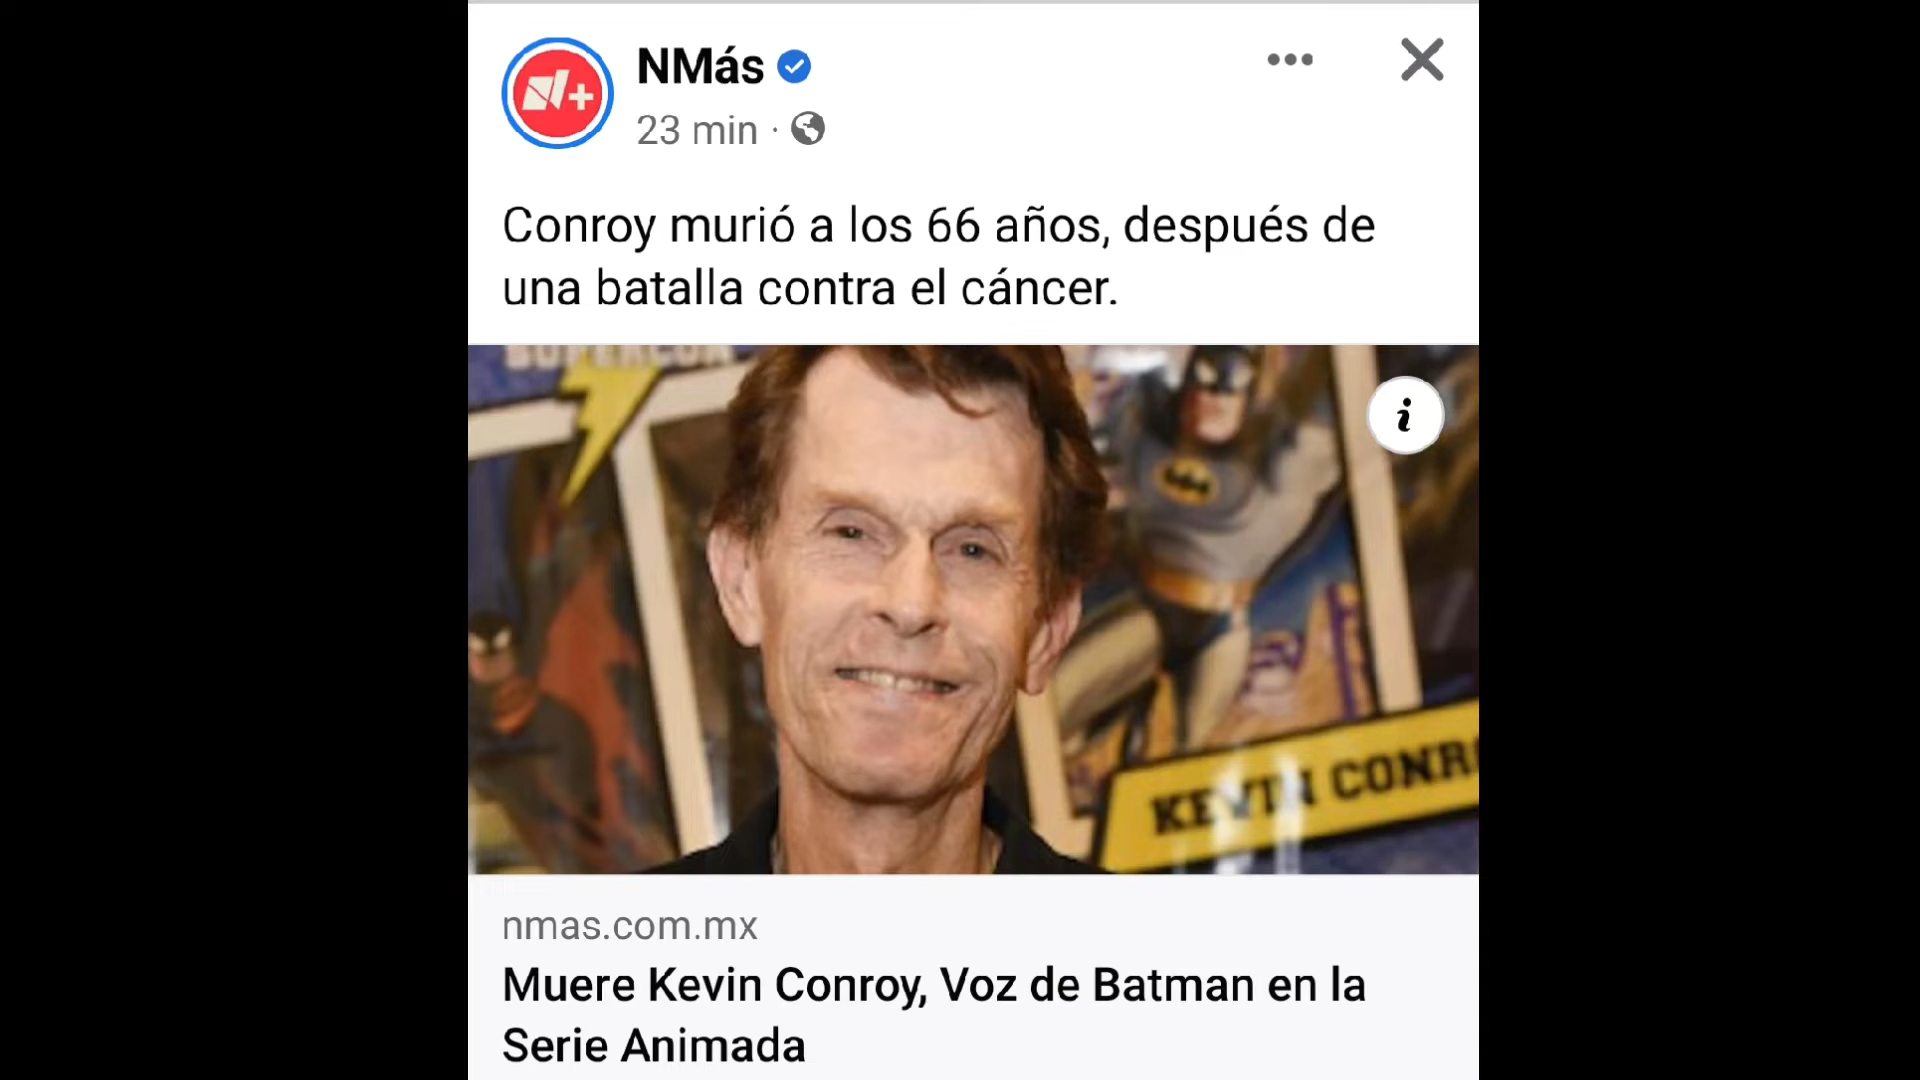 NMás
23 min ·
Conroy murió a los 66 años, después de
una batalla contra el cáncer.
SUPERCON
KEVIN CONR
nmas.com.mx
Muere Kevin Conroy, Voz de Batman en la
Serie Animada